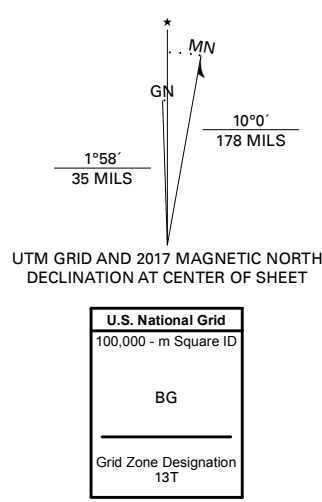 MN
GN
10°0´
178 MILS
1°58´
35 MILS
UTM GRID AND 2017 MAGNETIC NORTH
DECLINATION AT CENTER OF SHEET
U.S. National Grid
100,000 - m Square ID
BG
Grid Zone Designation
13T